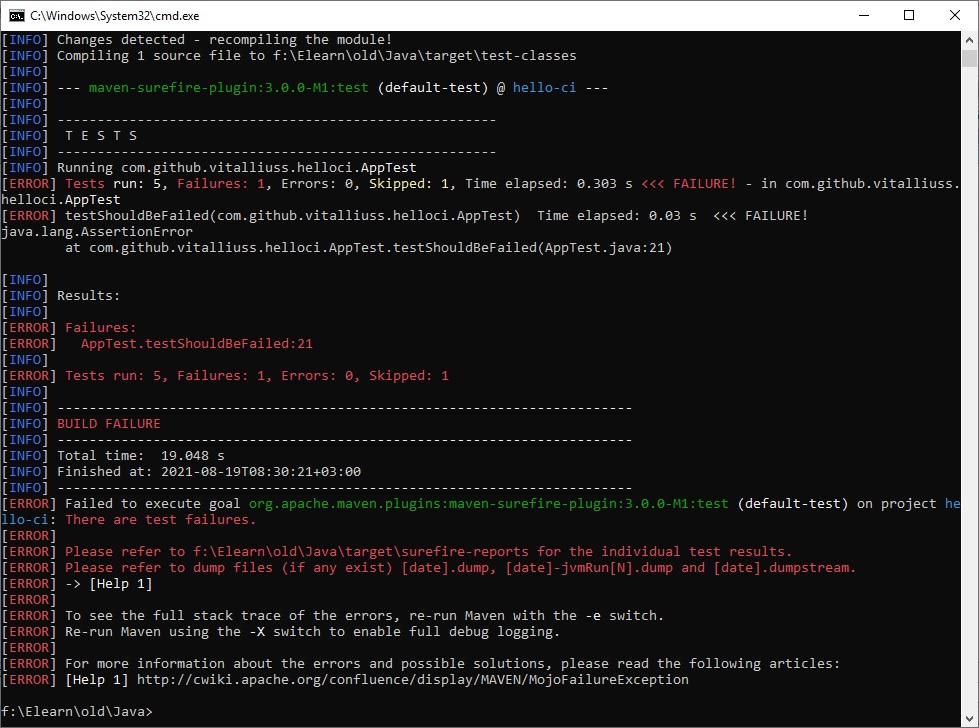 C:\Windows\System32\cmd.exe
[INFO] Changes detected - recompiling the module!
[INFO] Compiling 1 source file to f:\Elearn\old\Java\target\test-classes
[INFO]
[INFO] --- maven-surefire-plugin:3.0.0-M1:test (default-test) @ hello-ci ---
[INFO]
[INFO] -------------------------------------------------------
[INFO]  T E S T S
[INFO] -------------------------------------------------------
[INFO] Running com.github.vitalliuss.helloci.AppTest
[ERROR] Tests run: 5, Failures: 1, Errors: 0, Skipped: 1, Time elapsed: 0.303 s <<< FAILURE! - in com.github.vitalliuss.
helloci.AppTest
[ERROR] testShouldBeFailed(com.github.vitalliuss.helloci.AppTest)  Time elapsed: 0.03 s  <<< FAILURE!
java.lang.AssertionError
        at com.github.vitalliuss.helloci.AppTest.testShouldBeFailed(AppTest.java:21)
[INFO]
[INFO] Results:
[INFO]
[ERROR] Failures:
[ERROR]   AppTest.testShouldBeFailed:21
[INFO]
[ERROR] Tests run: 5, Failures: 1, Errors: 0, Skipped: 1
[INFO]
[INFO] ------------------------------------------------------------------------
[INFO] BUILD FAILURE
[INFO] ------------------------------------------------------------------------
[INFO] Total time:  19.048 s
[INFO] Finished at: 2021-08-19T08:30:21+03:00
[INFO] ------------------------------------------------------------------------
[ERROR] Failed to execute goal org.apache.maven.plugins:maven-surefire-plugin:3.0.0-M1:test (default-test) on project he
llo-ci: There are test failures.
[ERROR]
[ERROR] Please refer to f:\Elearn\old\Java\target\surefire-reports for the individual test results.
[ERROR] Please refer to dump files (if any exist) [date].dump, [date]-jvmRun[N].dump and [date].dumpstream.
[ERROR] -> [Help 1]
[ERROR]
[ERROR] To see the full stack trace of the errors, re-run Maven with the -e switch.
[ERROR] Re-run Maven using the -X switch to enable full debug logging.
[ERROR]
[ERROR] For more information about the errors and possible solutions, please read the following articles:
[ERROR] [Help 1] http://cwiki.apache.org/confluence/display/MAVEN/MojoFailureException
f:\Elearn\old\Java>